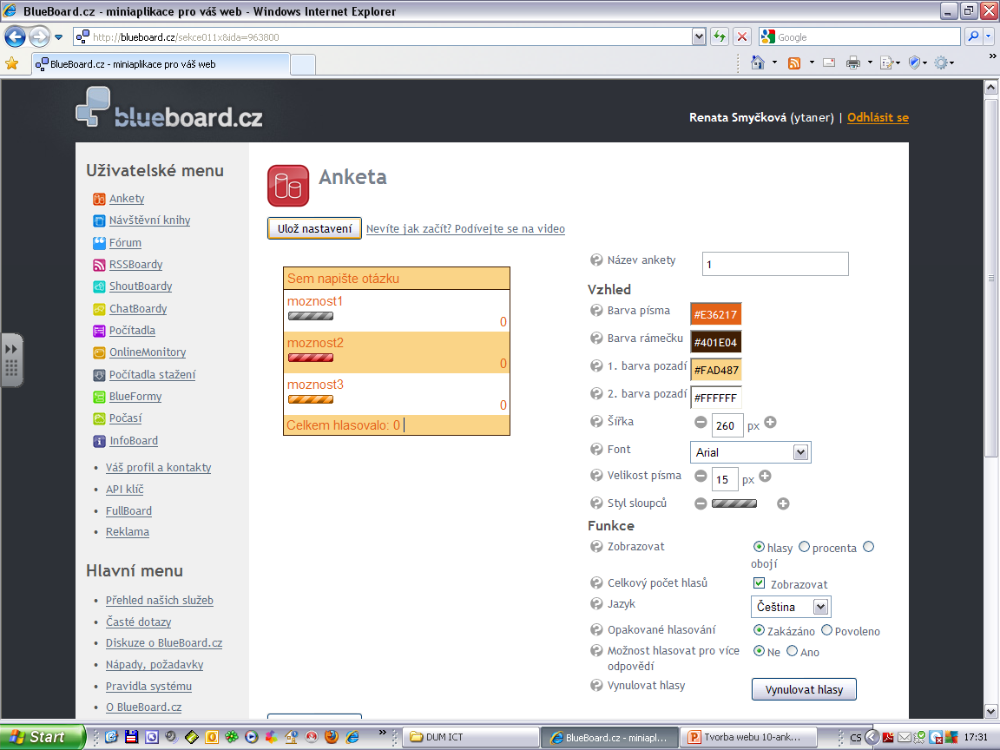 BlueBoard.cz - miniaplikace pro váš web - Windows Internet Explorer
http://blueboard.cz/sekce011x&ida=963800
Google
BlueBoard.cz - miniaplikace pro váš web
blueboard.cz
Renata Smyčková (ytaner) | Odhlásit se
Uživatelské menu
Ankety
Návštěvní knihy
Fórum
RSSBoardy
ShoutBoardy
ChatBoardy
Počítadla
OnlineMonitory
Počítadla stažení
BlueFormy
Počasí
InfoBoard
• Váš profil a kontakty
• API klíč
• FullBoard
• Reklama
Hlavní menu
• Přehled našich služeb
• Časté dotazy
• Diskuze o BlueBoard.cz
• Nápady, požadavky
• Pravidla systému
• O BlueBoard.cz
Anketa
Ulož nastavení
Nevíte jak začít? Podívejte se na video
Sem napište otázku
moznost1
0
moznost2
0
moznost3
0
Celkem hlasovalo: 0
Název ankety 1
Vzhled
Barva písma #E36217
Barva rámečku #401E04
1. barva pozadí #FAD487
2. barva pozadí #FFFFFF
Šířka 260 px
Font Arial
Velikost písma 15 px
Styl sloupců
Funkce
Zobrazovat hlasy procenta
obojí
Celkový počet hlasů Zobrazovat
Jazyk Čeština
Opakované hlasování Zakázáno Povoleno
Možnost hlasovat pro více Ne Ano
odpovědí
Vynulovat hlasy Vynulovat hlasy
Start
DUM ICT
BlueBoard.cz - miniapl...
Tvorba webu 10-ank...
CS
17:31